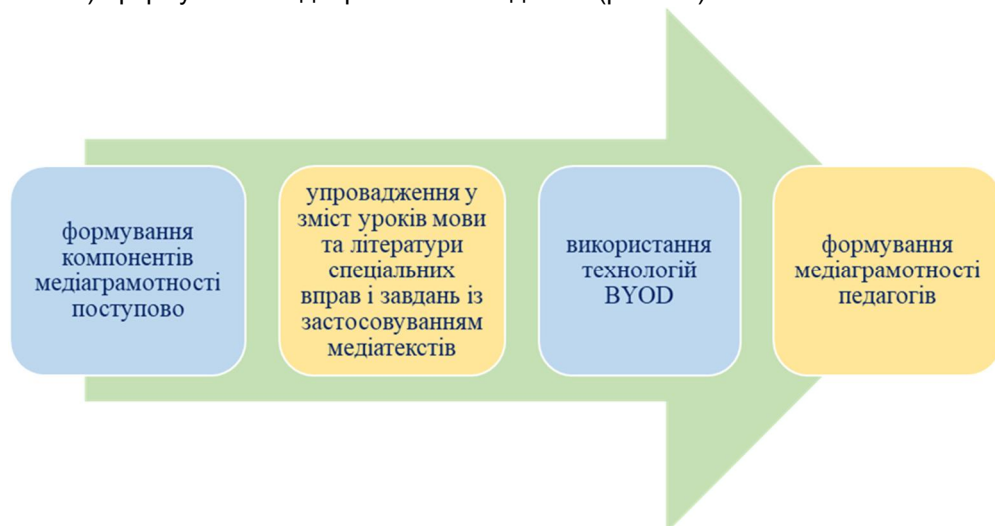 формування
компонентів
медіаграмотності
поступово
упровадження у
зміст уроків мови
та літератури
спеціальних
вправ і завдань із
застосовуванням
медіатекстів
використання
технологій
BYOD
формування
медіаграмотності
педагогів